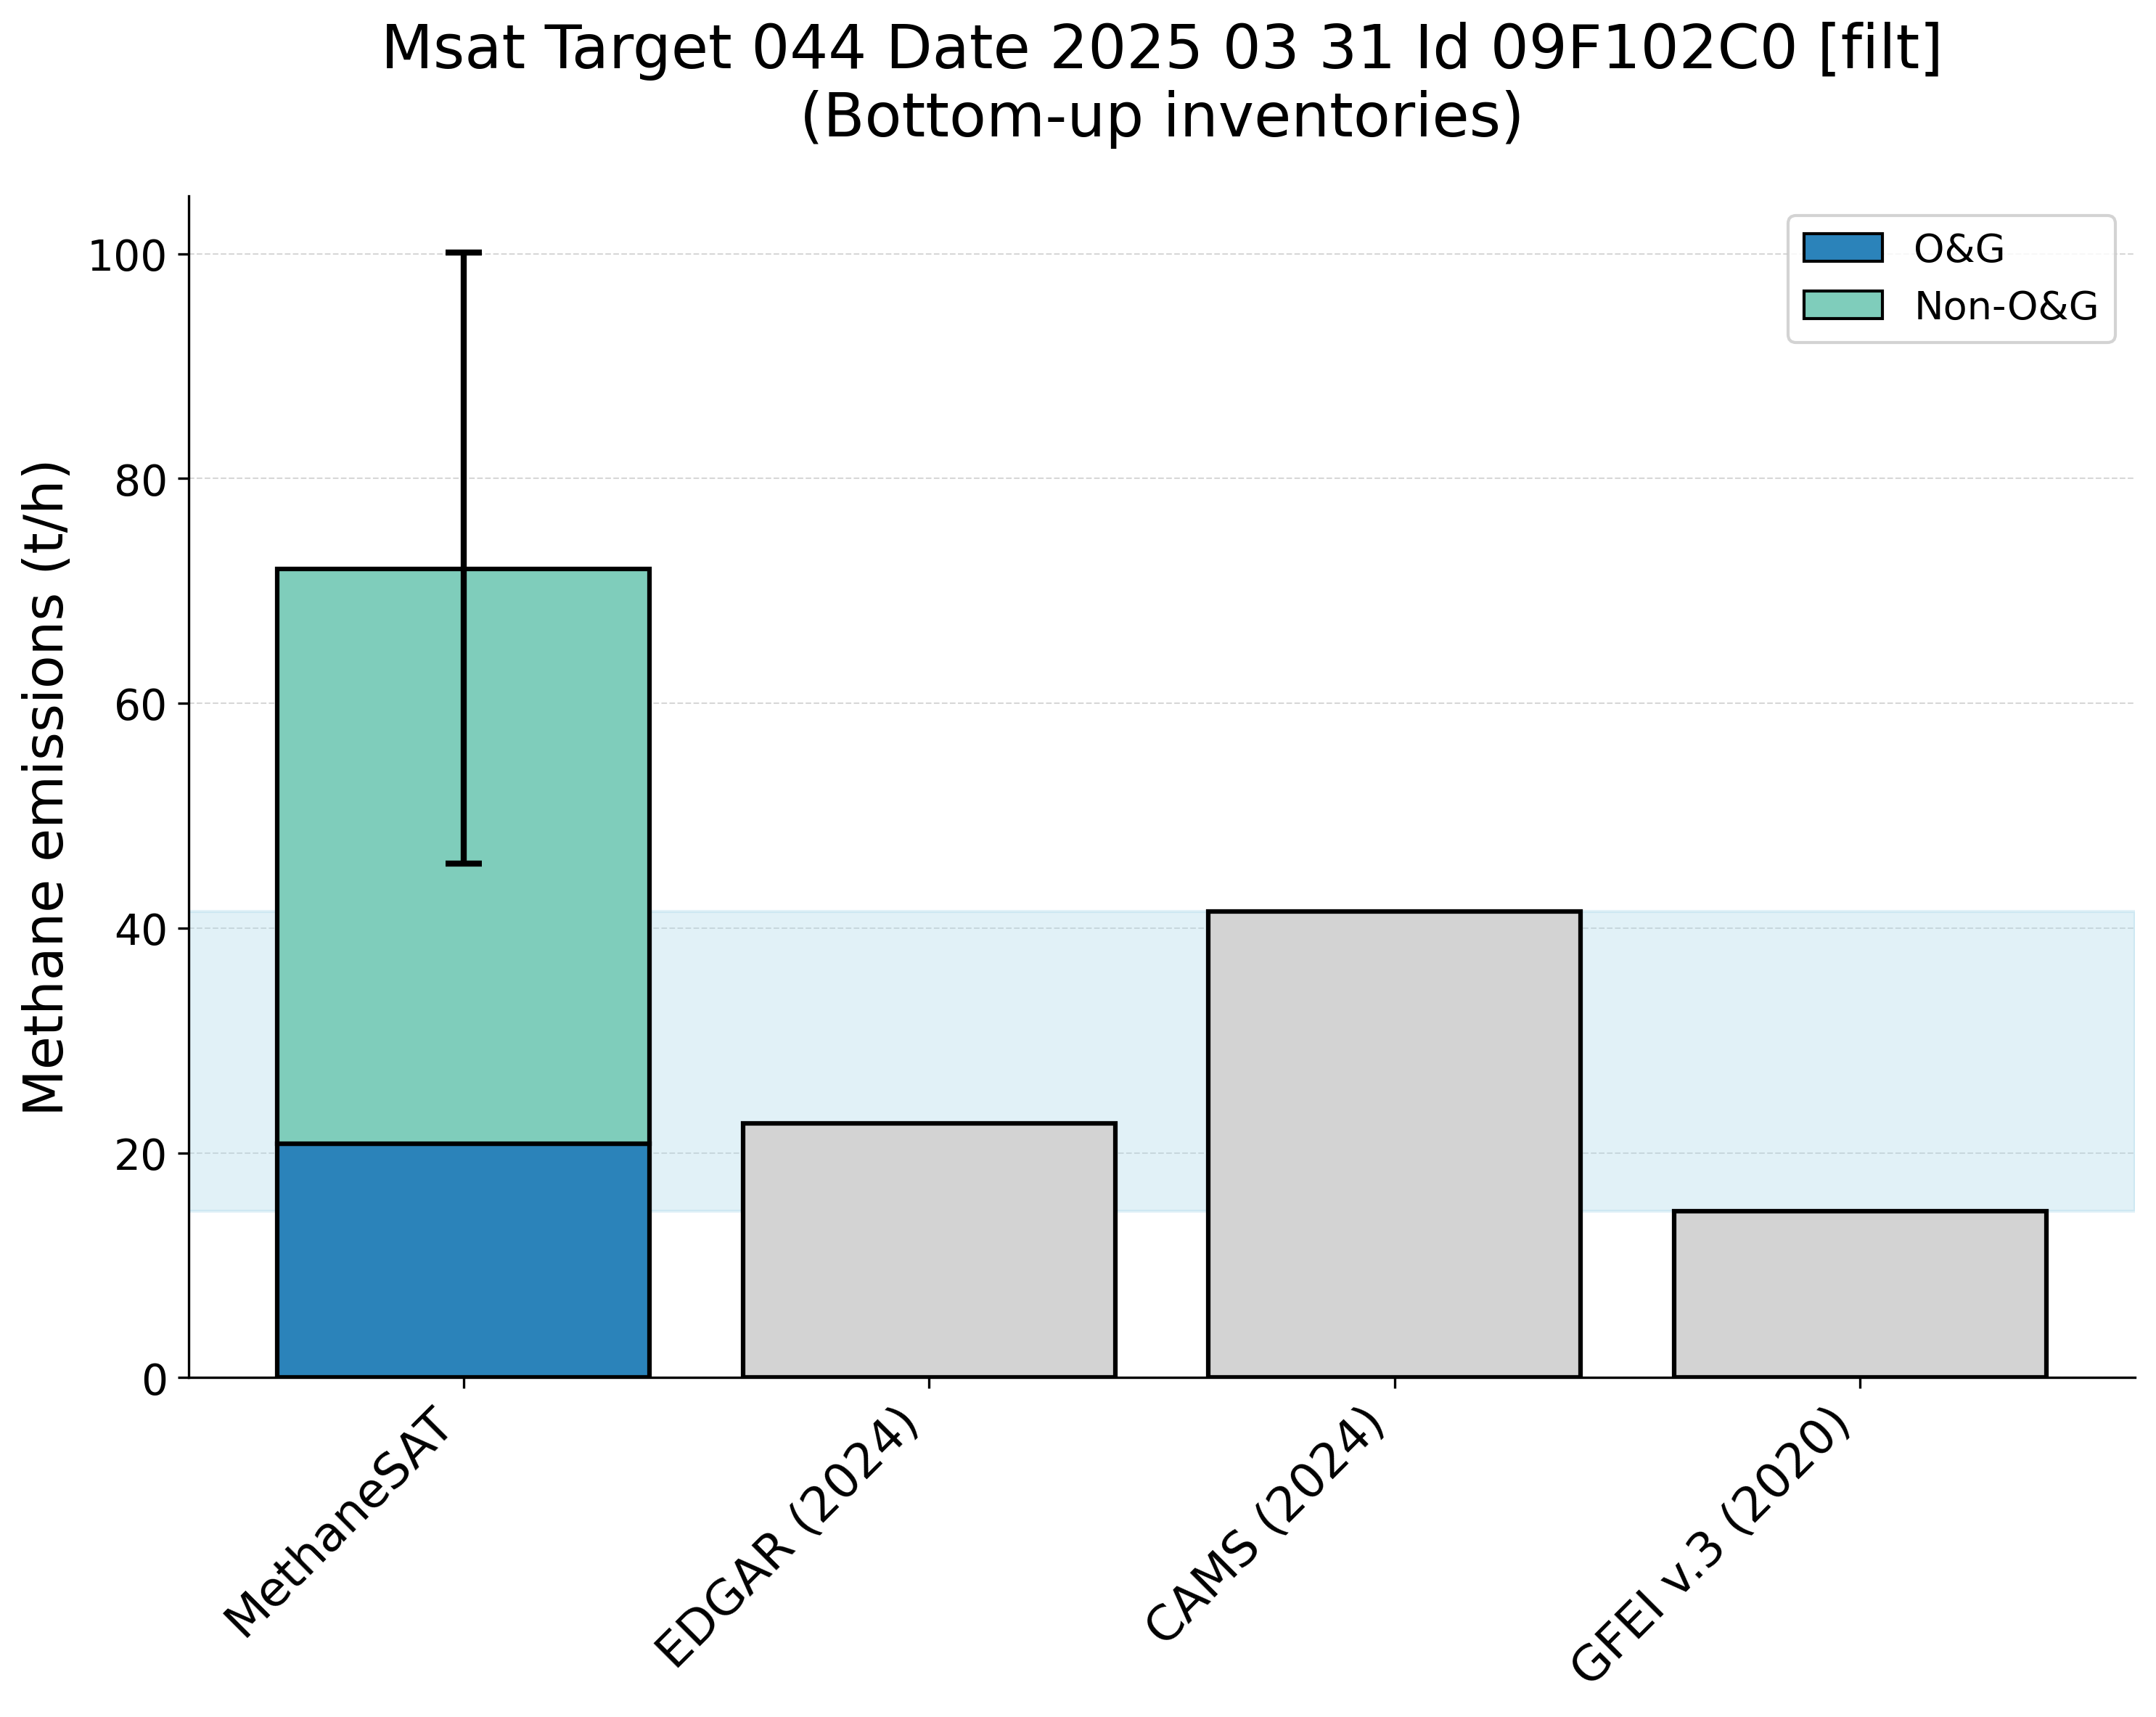 Msat Target 044 Date 2025 03 31 Id 09F102C0 [filt]
(Bottom-up inventories)
O&G
Non-O&G
Methane emissions (t/h)
100
80
60
40
20
0
MethaneSAT
EDGAR (2024)
CAMS (2024)
GFEI v.3 (2020)